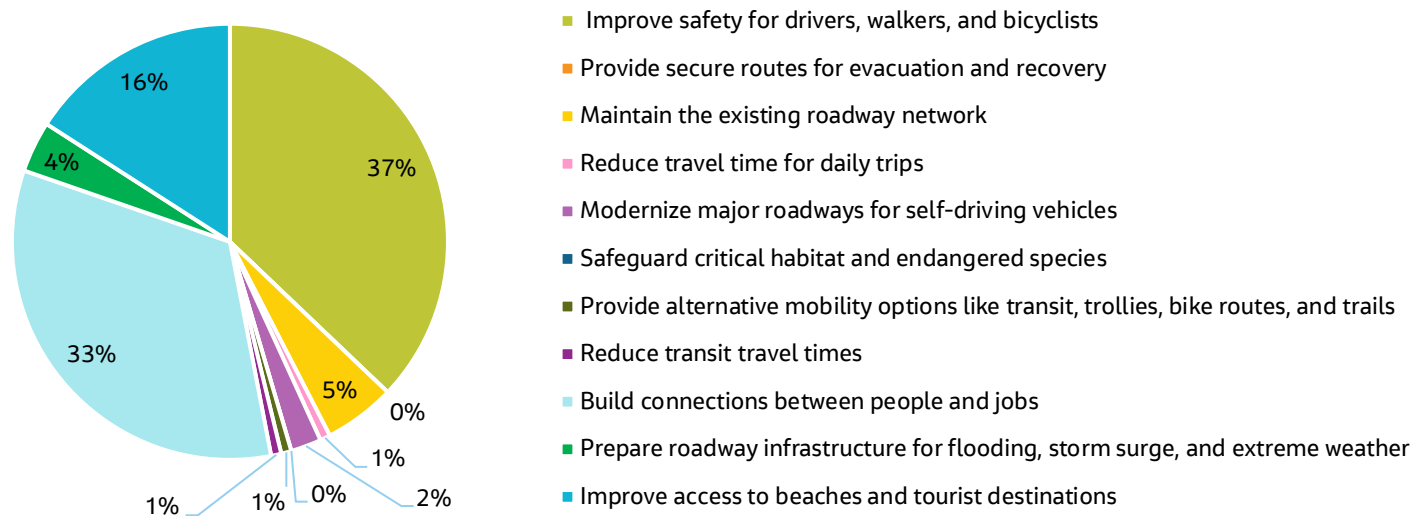 16%
4%
37%
33%
5%
0%
1%
2%
0%
1%
1%
Improve safety for drivers, walkers, and bicyclists
Provide secure routes for evacuation and recovery
Maintain the existing roadway network
Reduce travel time for daily trips
Modernize major roadways for self-driving vehicles
Safeguard critical habitat and endangered species
Provide alternative mobility options like transit, trollies, bike routes, and trails
Reduce transit travel times
Build connections between people and jobs
Prepare roadway infrastructure for flooding, storm surge, and extreme weather
Improve access to beaches and tourist destinations